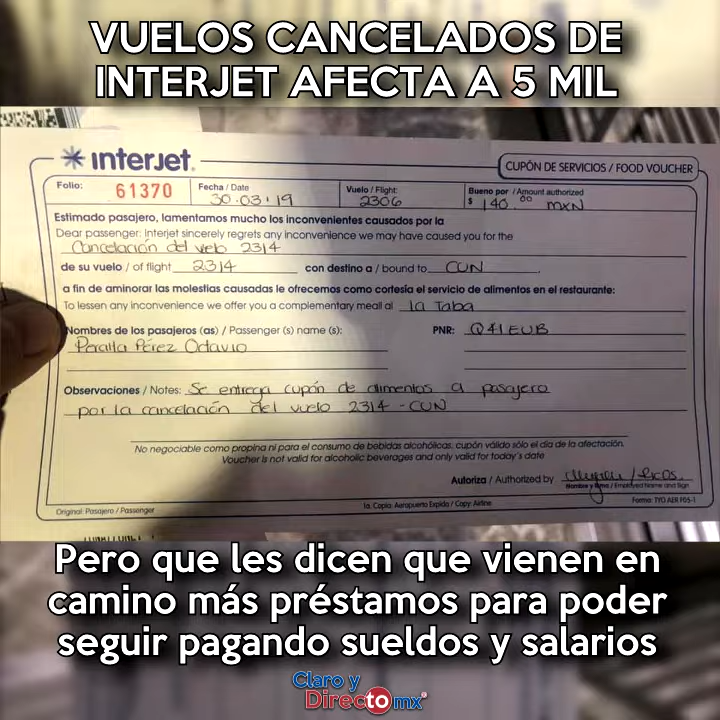 VUELOS CANCELADOS DE
INTERJET AFECTA A 5 MIL
interjet.
CUPÓN DE SERVICIOS / FOOD VOUCHER
Folio: 61370 Fecha / Date 30.03.19 Vuelo / Flight: 2306 Bueno por / Amount authorized $ 140.00 MXN
Estimado pasajero, lamentamos mucho los inconvenientes causados por la
Dear passenger: Interjet sincerely regrets any inconvenience we may have caused you for the
Cancelación del velo 2314
de su vuelo / of flight 2314 con destino a / bound to CUN
a fin de aminorar las molestias causadas le ofrecemos como cortesía el servicio de alimentos en el restaurante:
To lessen any inconvenience we offer you a complementary meal al la Taba
Nombres de los pasajeros (as) / Passenger (s) name (s): PNR: Q41EUB
Peralta Pérez Octavio
Observaciones / Notes: Se entrega cupón de alimentos a pasajero
por la cancelación del vuelo 2314 - CUN
No negociable como propina ni para el consumo de bebidas alcohólicas, cupón válido sólo el día de la afectación.
Voucher is not valid for alcoholic beverages and only valid for today's date
Autoriza / Authorized by
Nombre y firma / Employed Name and Sign
Original: Pasajero / Passenger 1a. Copia: Aeropuerto Expida / Copy: Airline Forma: TYO AER F05-1
Pero que les dicen que vienen en
camino más préstamos para poder
seguir pagando sueldos y salarios
Claro y
Directo mx